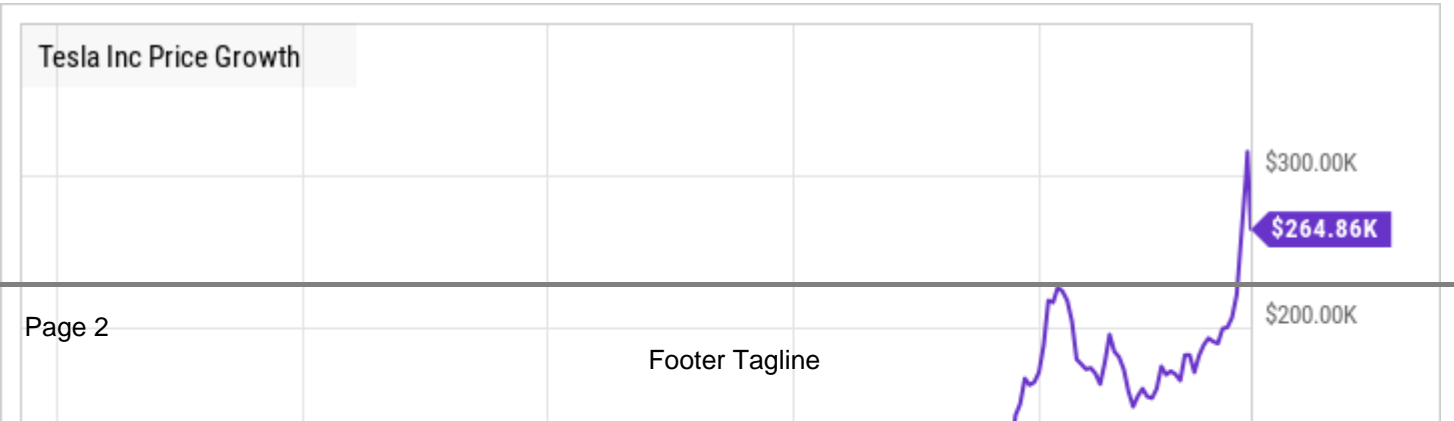 Tesla Inc Price Growth
$300.00K
$264.86K
$200.00K
Page 2
Footer Tagline